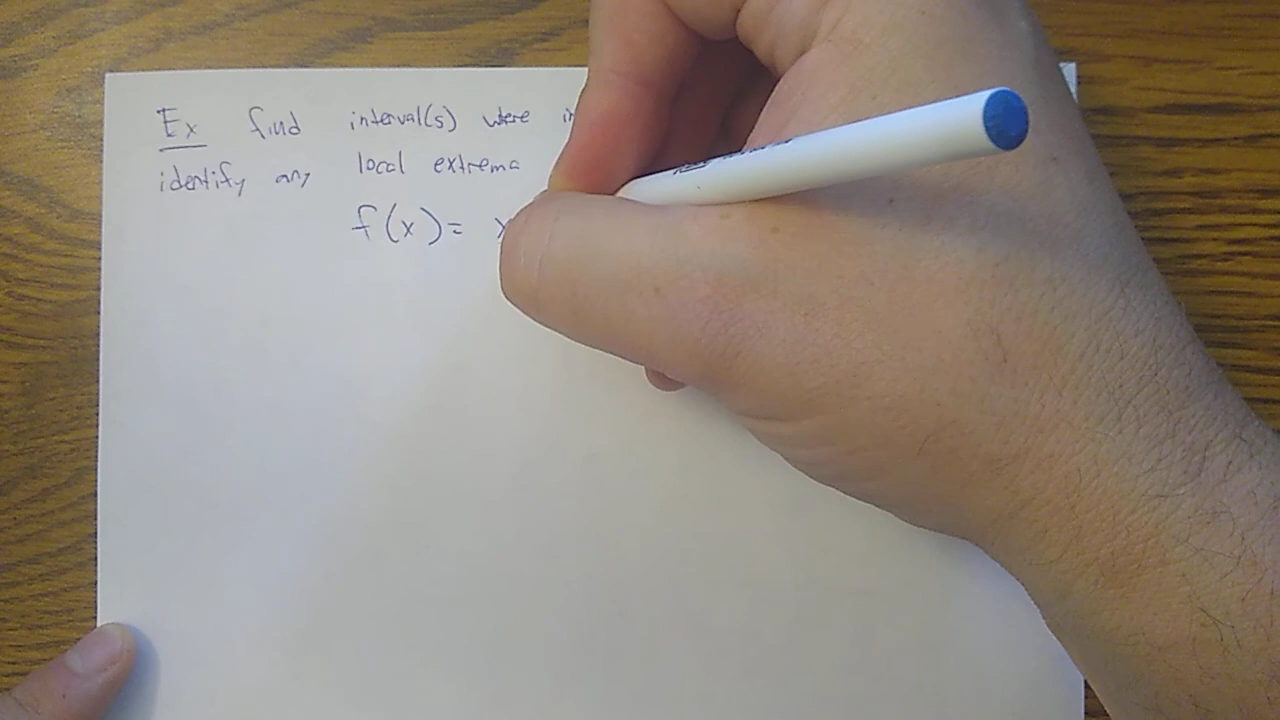 Ex find interval(s) where
identify any local extrema
f(x)= x